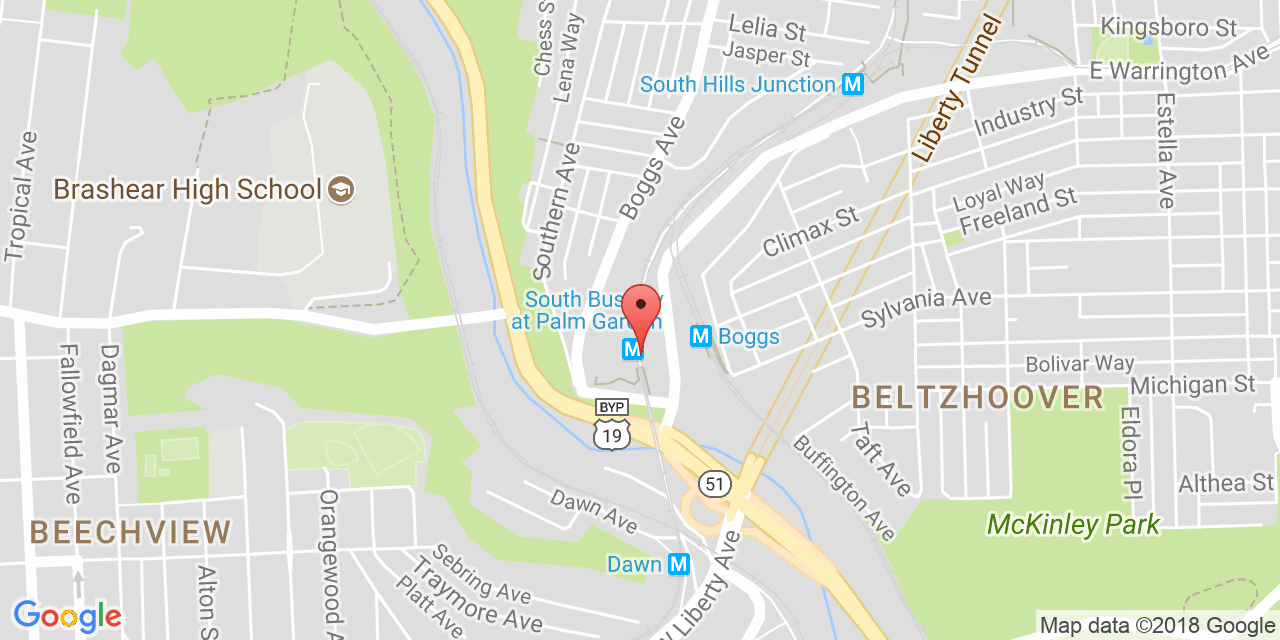 Lelia St
Jasper St
Kingsboro St
E Warrington Ave
South Hills Junction
Chess S
Lena Way
Liberty Tunnel
Industry St
Estella Ave
Tropical Ave
Brashear High School
Boggs Ave
Southern Ave
Loyal Way
Freeland St
Climax St
Sylvania Ave
South Bus
at Palm Garden
M
M
M
Boggs
Bolivar Way
Michigan St
Fallowfield Ave
Dagmar Ave
BELTZHOOVER
BYP
19
51
Taft Ave
Buffington Ave
Eldora Pl
Althea St
Dawn Ave
McKinley Park
BEECHVIEW
Orangewood A
Alton S
Sebring Ave
Traymore Ave
Platt Ave
Dawn
M
Liberty Ave
Google
Map data ©2018 Google